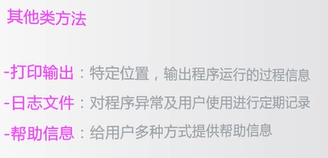 其他类方法
-打印输出：特定位置，输出程序运行的过程信息
-日志文件：对程序异常及用户使用进行定期记录
-帮助信息：给用户多种方式提供帮助信息